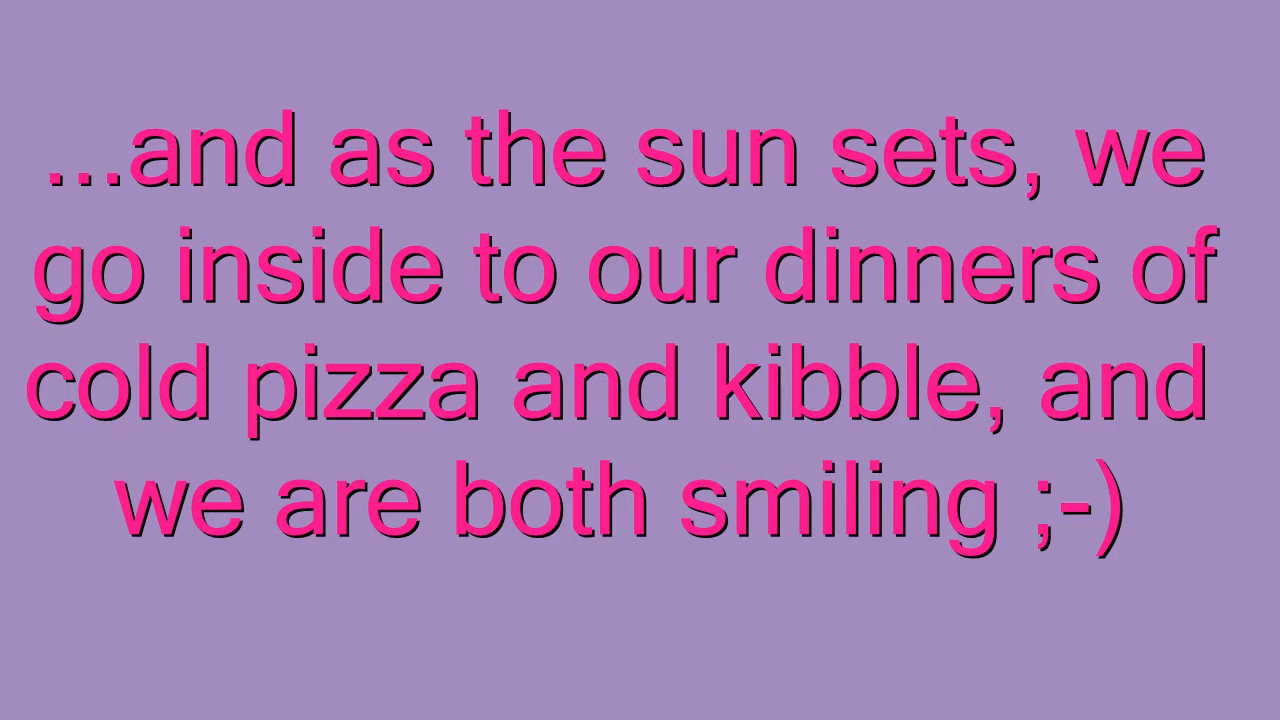 ...and as the sun sets, we
go inside to our dinners of
cold pizza and kibble, and
we are both smiling ;-)